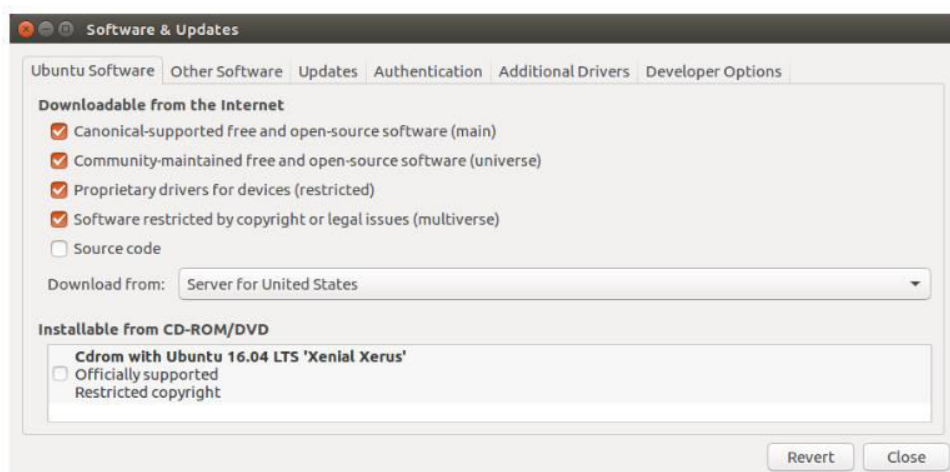 Software & Updates
Ubuntu Software Other Software Updates Authentication Additional Drivers Developer Options
Downloadable from the Internet
Canonical-supported free and open-source software (main)
Community-maintained free and open-source software (universe)
Proprietary drivers for devices (restricted)
Software restricted by copyright or legal issues (multiverse)
Source code
Download from: Server for United States
Installable from CD-ROM/DVD
Cdrom with Ubuntu 16.04 LTS 'Xenial Xerus'
Officially supported
Restricted copyright
Revert Close